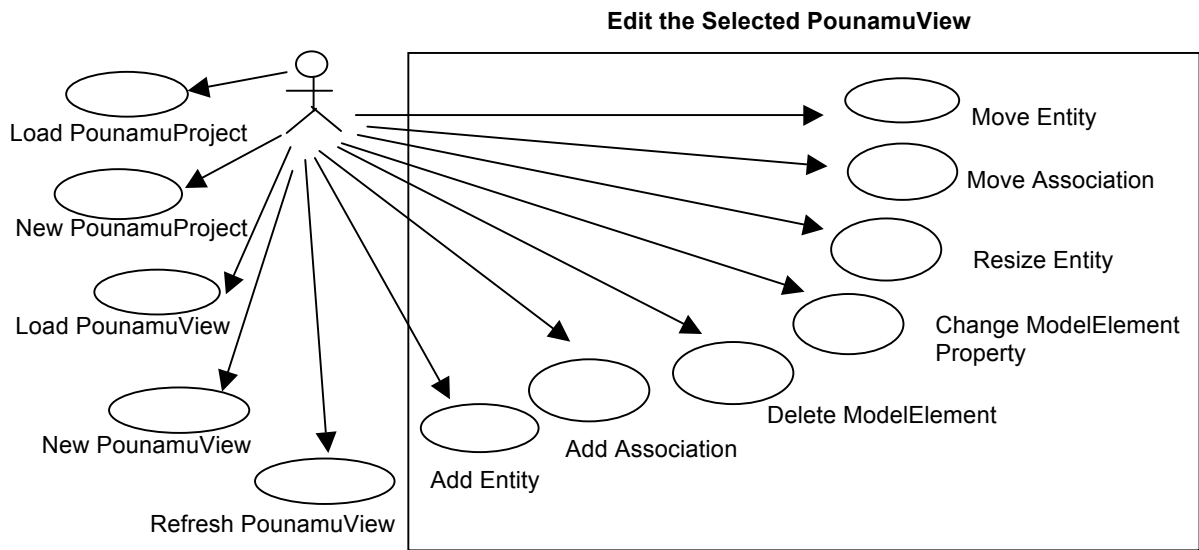 Edit the Selected PounamuView
Load PounamuProject
New PounamuProject
Load PounamuView
New PounamuView
Refresh PounamuView
Add Entity
Add Association
Delete ModelElement
Change ModelElement
Property
Resize Entity
Move Association
Move Entity